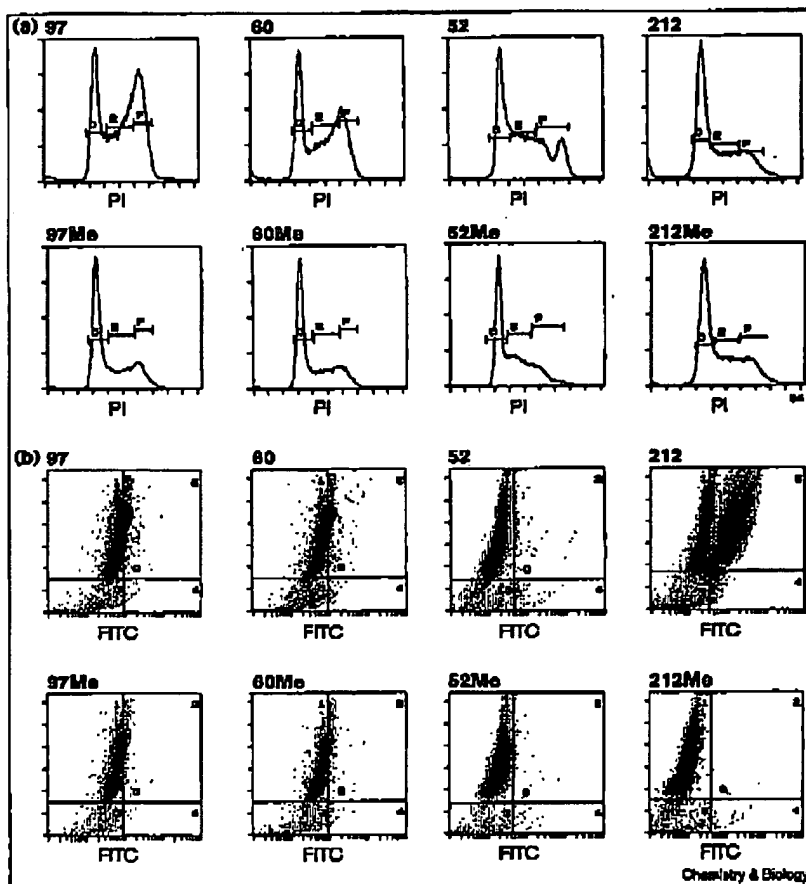 (a) 97 60 52 212
D E F D E F D E F D E F
PI PI PI PI
97Me 60Me 52Me 212Me
D E F D E F D E F D E F
PI PI PI PI
(b) 97 60 52 212
FITC FITC FITC FITC
97Me 60Me 52Me 212Me
FITC FITC FITC FITC
Chemistry & Biology